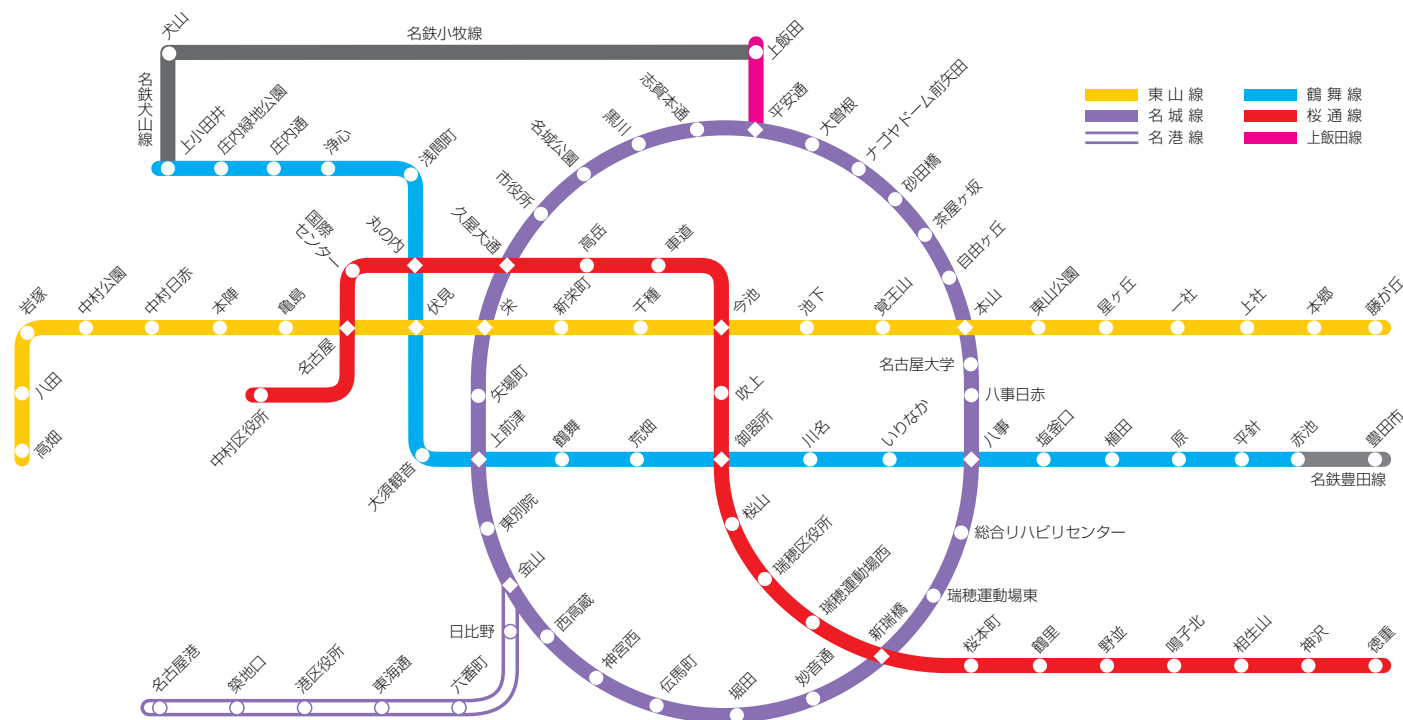 犬山
名鉄小牧線
上飯田
名鉄犬山線
上小田井
庄内緑地公園
庄内通
浄心
浅間町
志賀本通
平安通
大曽根
ナゴヤドーム前矢田
黒川
名城公園
砂田橋
市役所
茶屋ヶ坂
自由ヶ丘
東山線
名城線
名港線
鶴舞線
桜通線
上飯田線
国際
センター
丸の内
久屋大通
高岳
車道
岩塚
中村公園
中村日赤
本陣
亀島
名古屋
伏見
栄
新栄町
千種
今池
池下
覚王山
本山
東山公園
星ヶ丘
一社
上社
本郷
藤が丘
八田
高畑
中村区役所
矢場町
吹上
名古屋大学
八事日赤
大須観音
上前津
鶴舞
荒畑
御器所
川名
いりなか
八事
塩釜口
植田
原
平針
赤池
豊田市
名鉄豊田線
東別院
桜山
総合リハビリセンター
金山
瑞穂区役所
瑞穂運動場東
日比野
西高蔵
瑞穂運動場西
新瑞橋
桜本町
鶴里
野並
鳴子北
相生山
神沢
徳重
名古屋港
築地口
港区役所
東海通
六番町
神宮西
伝馬町
堀田
妙音通